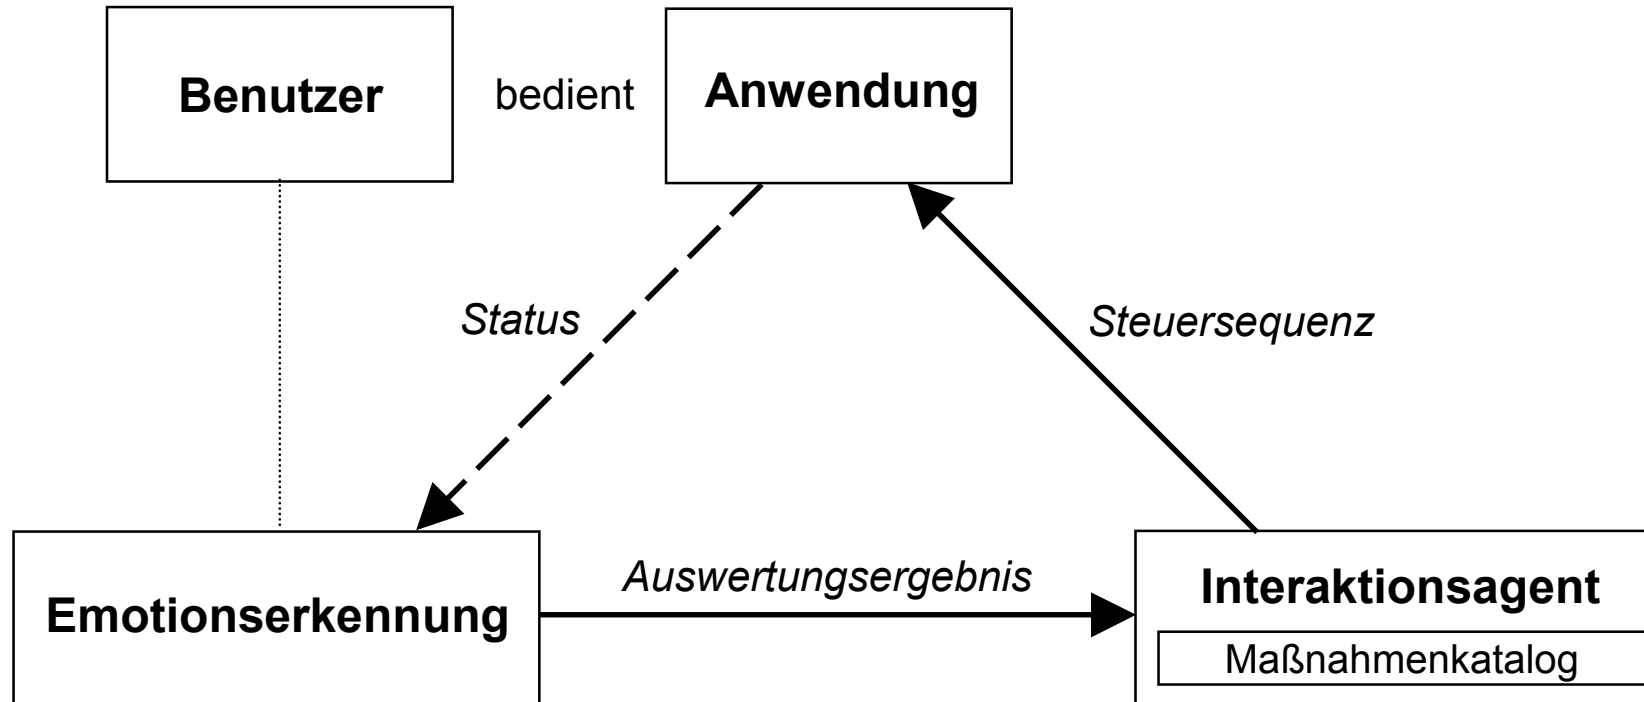 Benutzer
bedient
Anwendung
Status
Steuersequenz
Auswertungsergebnis
Emotionserkennung
Interaktionsagent
Maßnahmenkatalog